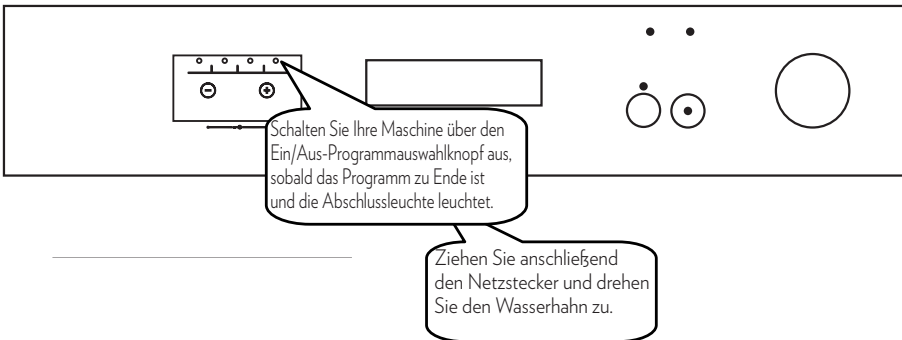 Schalten Sie Ihre Maschine über den
Ein/Aus-Programmauswahlknopf aus,
sobald das Programm zu Ende ist
und die Abschlussleuchte leuchtet.
Ziehen Sie anschließend
den Netzstecker und drehen
Sie den Wasserhahn zu.